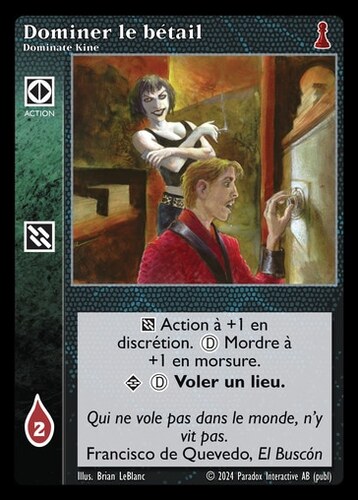 Dominer le bétail
Dominate Kine
ACTION
Action à +1 en
discrétion. Ⓓ Mordre à
+1 en morsure.
Ⓓ Voler un lieu.
Qui ne vole pas dans le monde, n'y
vit pas.
Francisco de Quevedo, El Buscón
2
Illus. Brian LeBlanc
© 2024 Paradox Interactive AB (publ)